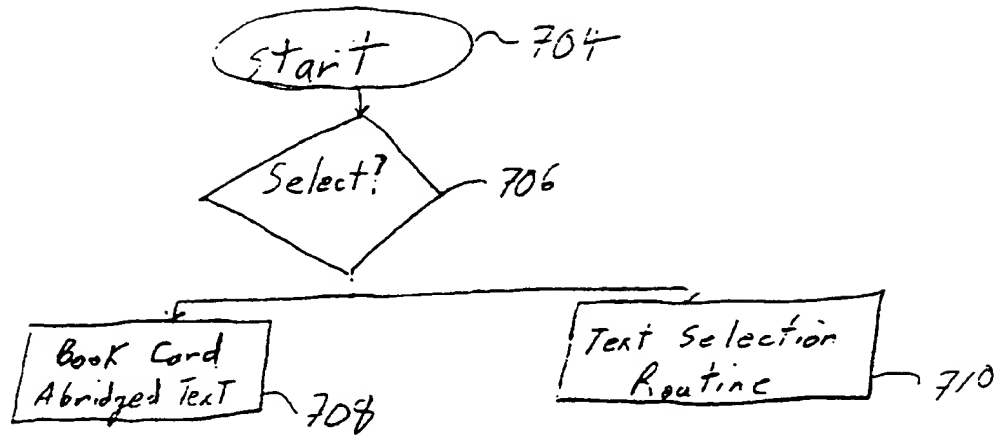 Start
704
Select?
706
Book Card
Abridged Text
708
Text Selection
Routine
710